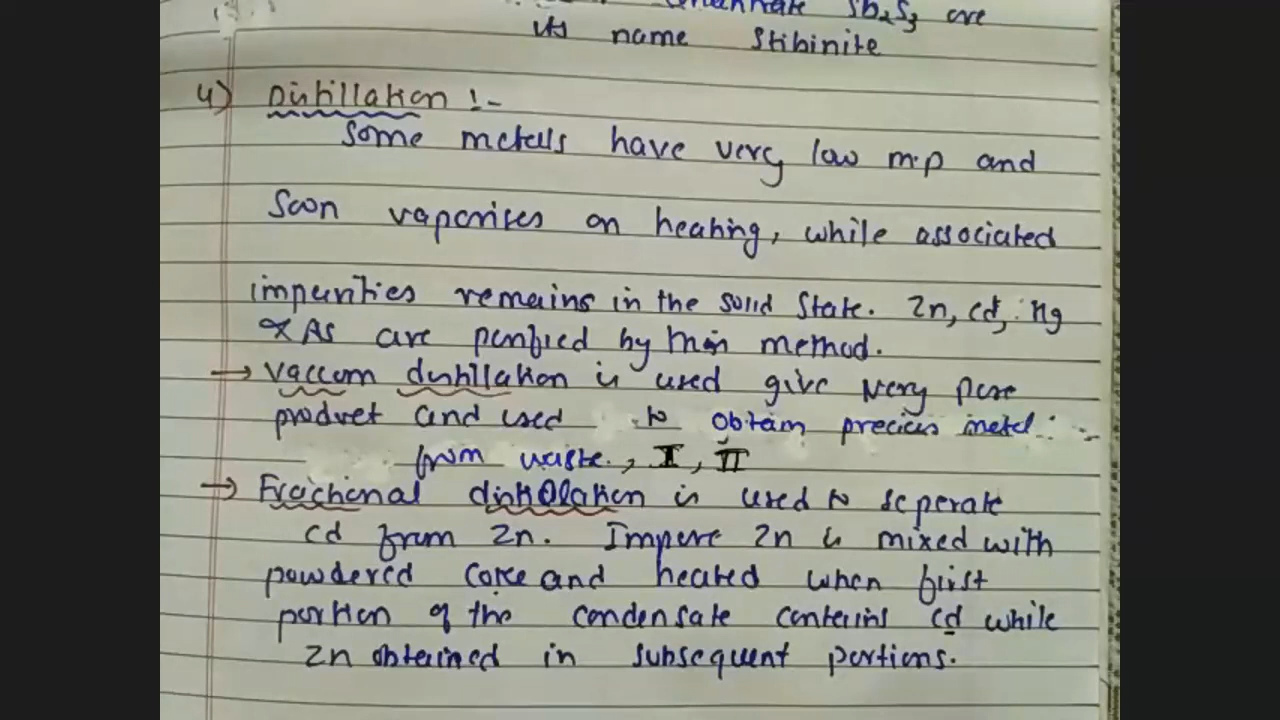 Sb₂S₃ are
its name Stibinite
4) Distillation :-
Some metals have very low m.p and
Soon vaporises on heating, while associated
impurities remains in the solid State. Zn, Cd, Hg
& As are purified by this method.
→ Vaccum distillation is used give very pure
product and used to obtain precious metal
from waste., I, II
→ Fractional distillation is used to seperate
Cd from Zn. Impure Zn is mixed with
powdered coke and heated when first
portion of the condensate contains Cd while
Zn obtained in subsequent portions.